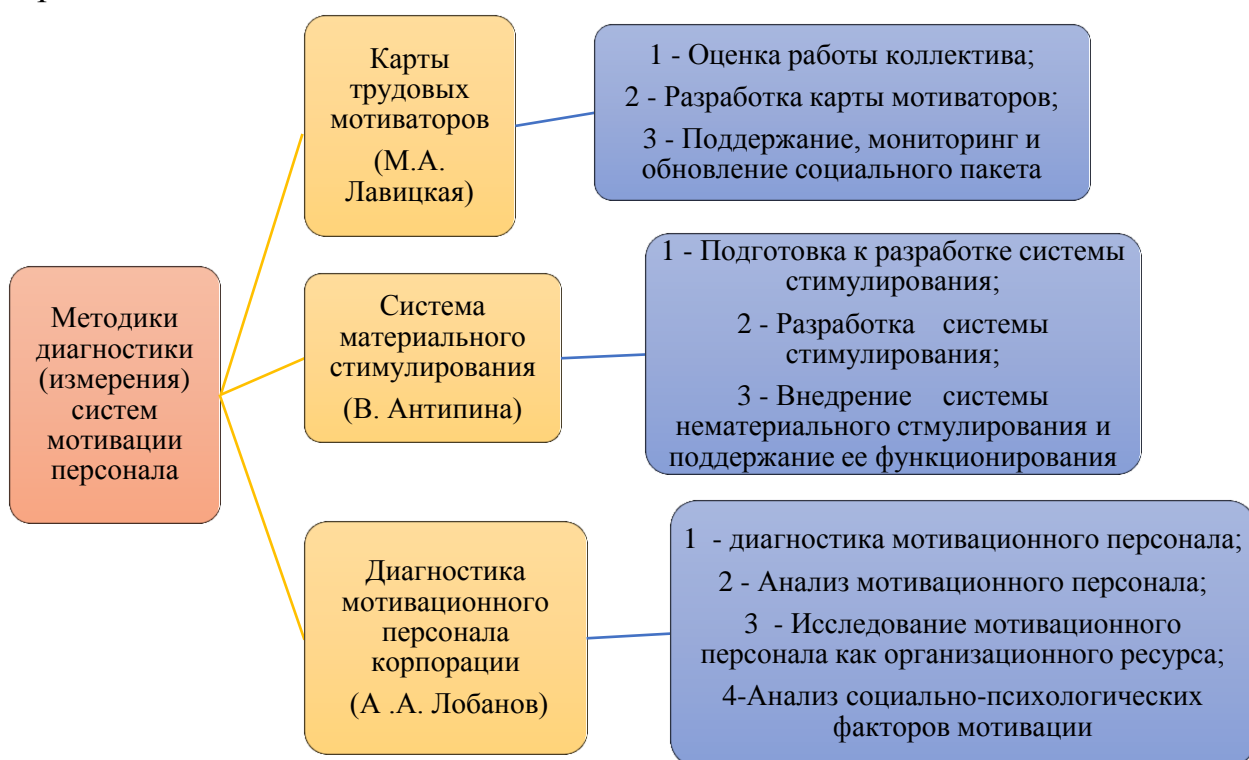 Методики
диагностики
(измерения)
систем
мотивации
персонала
Карты
трудовых
мотиваторов
(М.А.
Лавицкая)
1 - Оценка работы коллектива;
2 - Разработка карты мотиваторов;
3 - Поддержание, мониторинг и
обновление социального пакета
Система
материального
стимулирования
(В. Антипина)
1 - Подготовка к разработке системы
стимулирования;
2 - Разработка системы
стимулирования;
3 - Внедрение системы
нематериального стмулирования и
поддержание ее функционирования
Диагностика
мотивационного
персонала
корпорации
(А .А. Лобанов)
1 - диагностика мотивационного персонала;
2 - Анализ мотивационного персонала;
3 - Исследование мотивационного
персонала как организационного ресурса;
4-Анализ социально-психологических
факторов мотивации